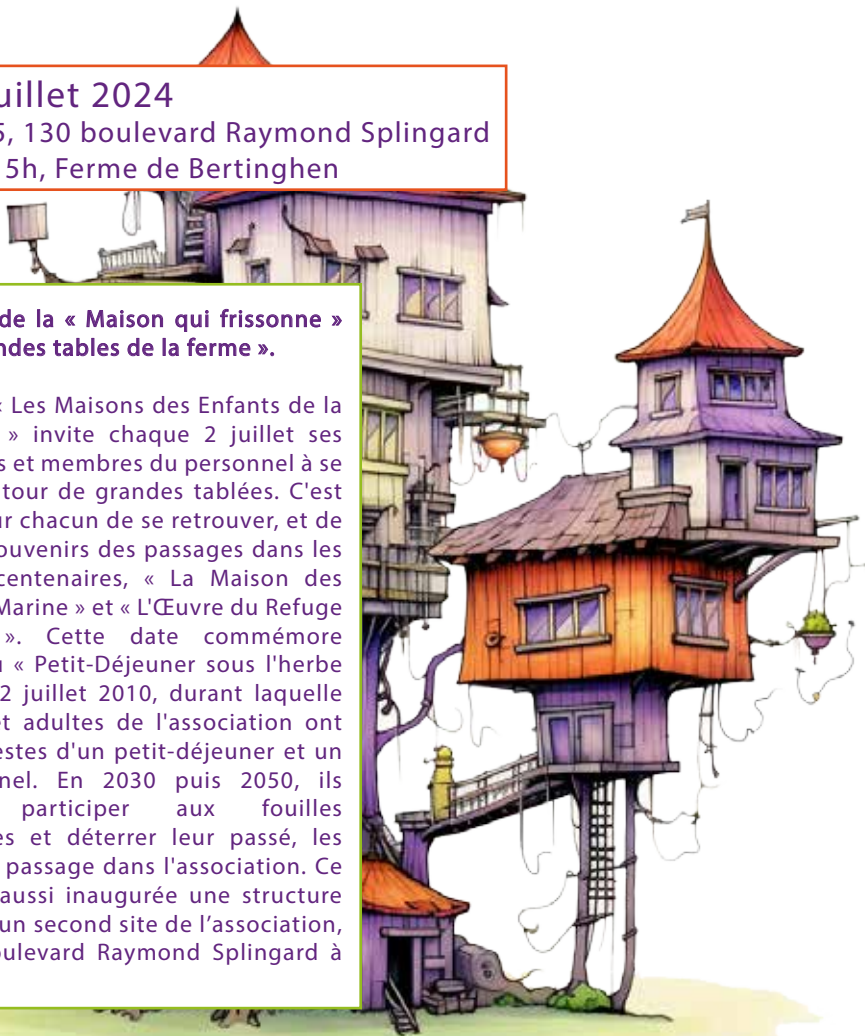 uillet 2024
5, 130 boulevard Raymond Splingard
5h, Ferme de Bertinghen
de la « Maison qui frissonne »
ndes tables de la ferme ».
« Les Maisons des Enfants de la
» invite chaque 2 juillet ses
s et membres du personnel à se
tour de grandes tablées. C'est
ur chacun de se retrouver, et de
ouvenirs des passages dans les
centenaires, « La Maison des
Marine » et « L'Œuvre du Refuge
». Cette date commémore
u « Petit-Déjeuner sous l'herbe
2 juillet 2010, durant laquelle
et adultes de l'association ont
estes d'un petit-déjeuner et un
nel. En 2030 puis 2050, ils
participer aux fouilles
es et déterrer leur passé, les
passage dans l'association. Ce
aussi inaugurée une structure
un second site de l’association,
oulevard Raymond Splingard à